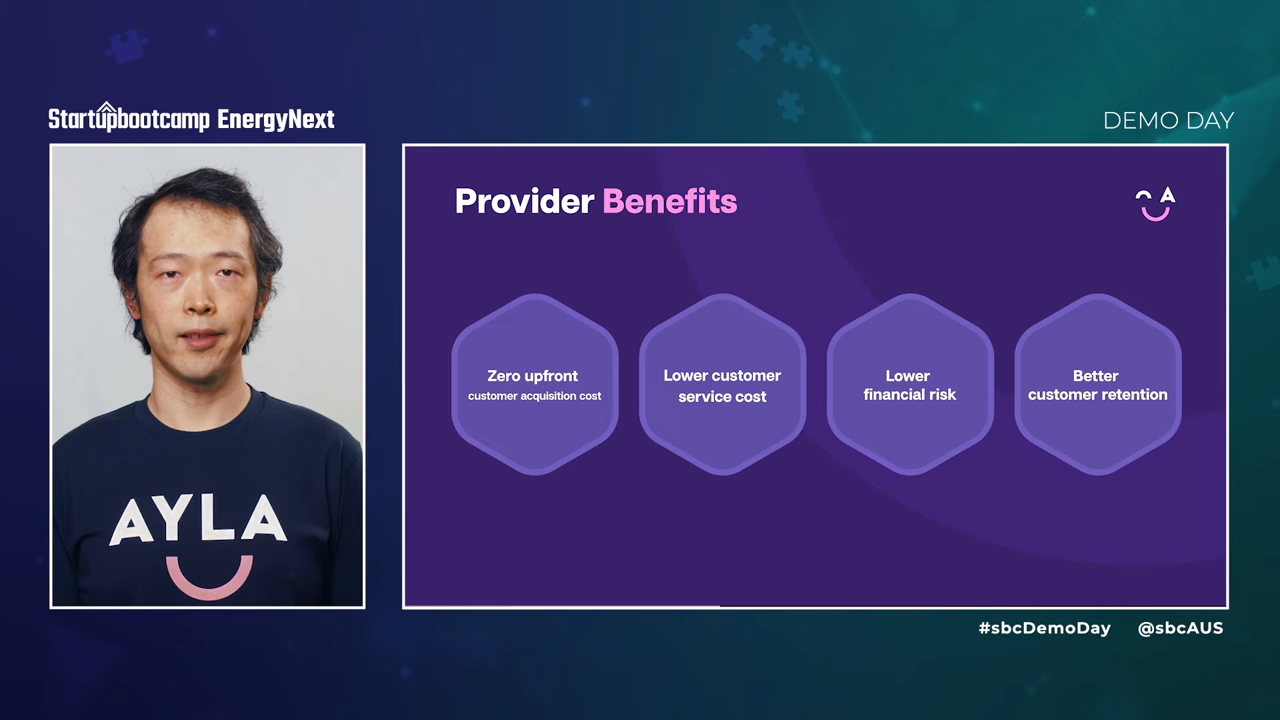 Startupbootcamp EnergyNext
DEMO DAY
AYLA
Provider Benefits
A
Zero upfront
customer acquisition cost
Lower customer
service cost
Lower
financial risk
Better
customer retention
#sbcDemoDay @sbcAUS